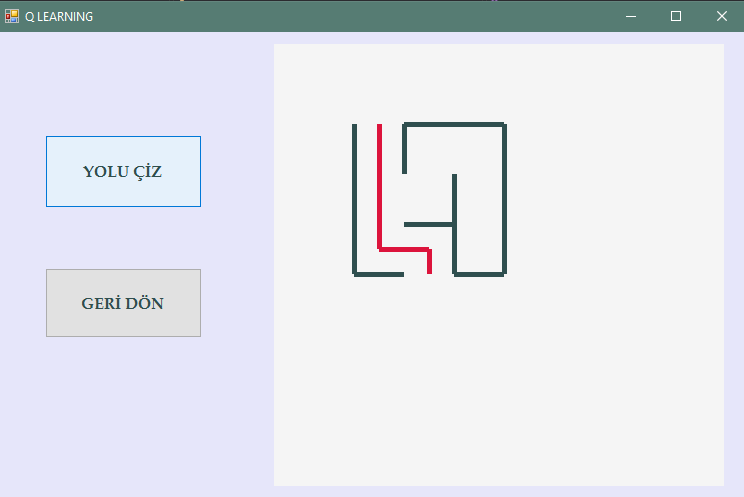 Q LEARNING
YOLU ÇİZ
GERİ DÖN